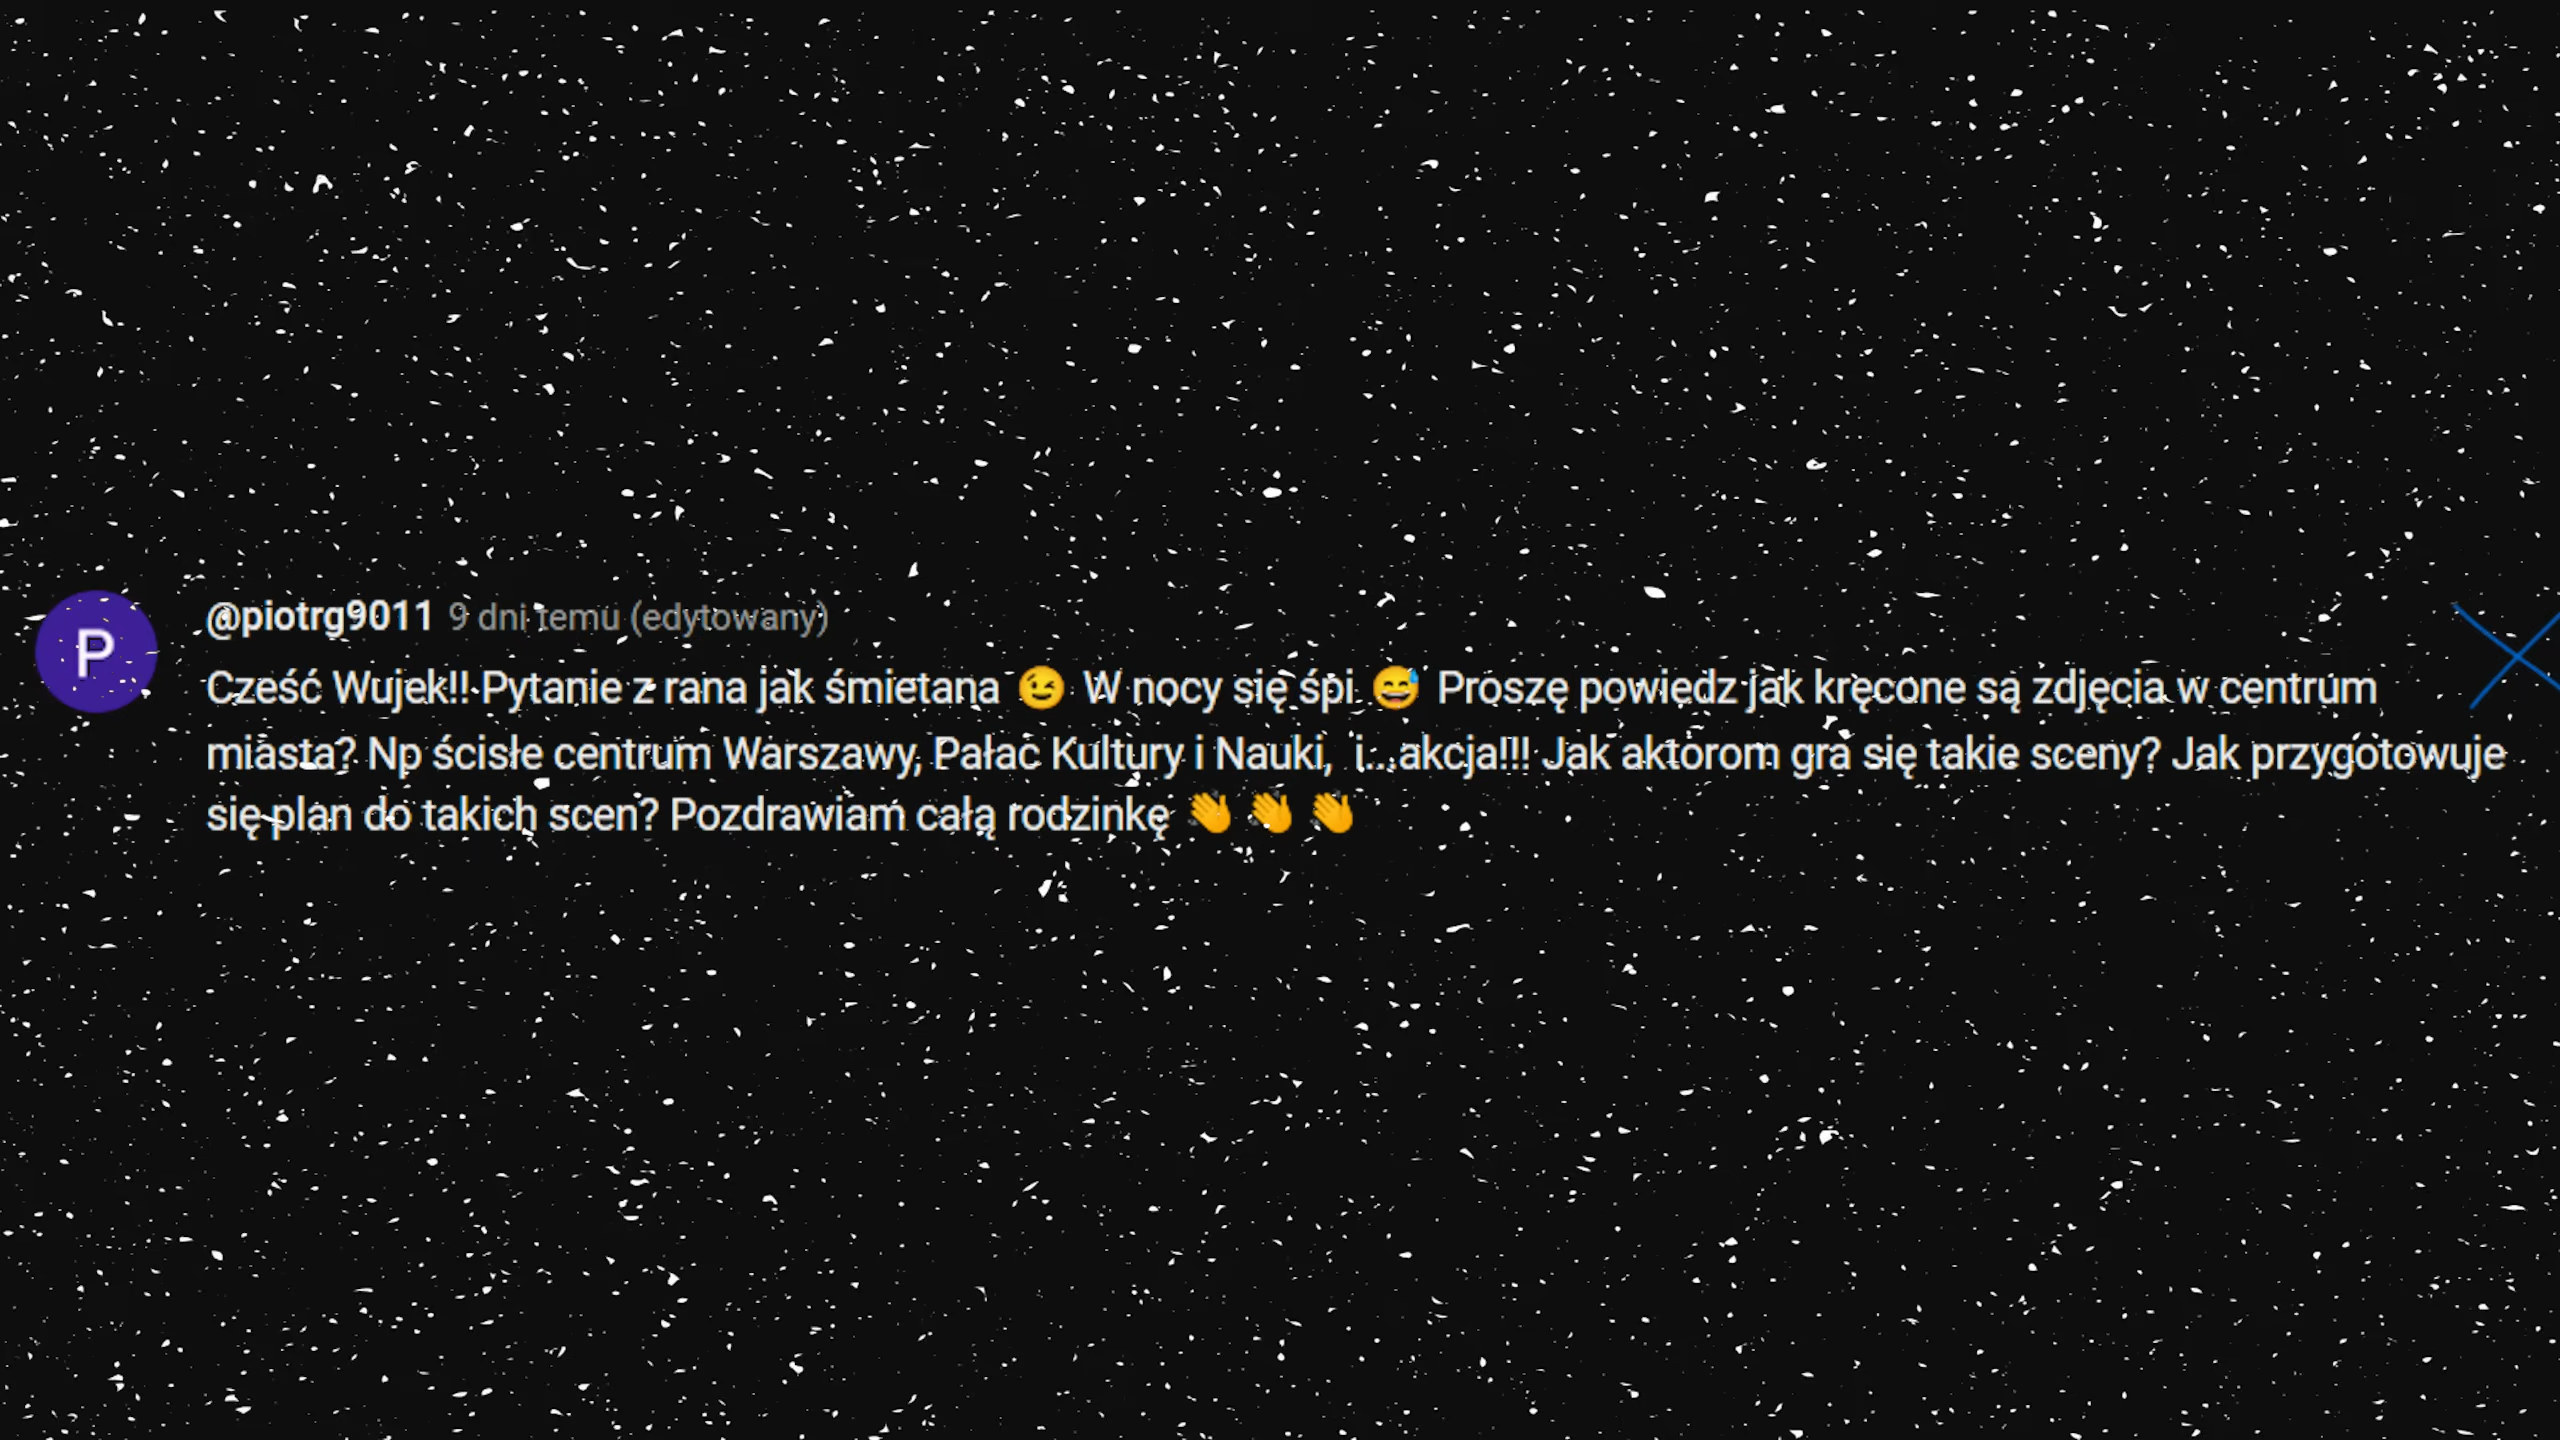 P
@piotrg9011 9 dni temu (edytowany)
Cześć Wujek!! Pytanie z rana jak śmietana 😉 W nocy się śpi 😅 Proszę powiedz jak kręcone są zdjęcia w centrum
miasta? Np ścisłe centrum Warszawy, Pałac Kultury i Nauki, i...akcja!!! Jak aktorom gra się takie sceny? Jak przygotowuje
się plan do takich scen? Pozdrawiam całą rodzinkę 👋 👋 👋